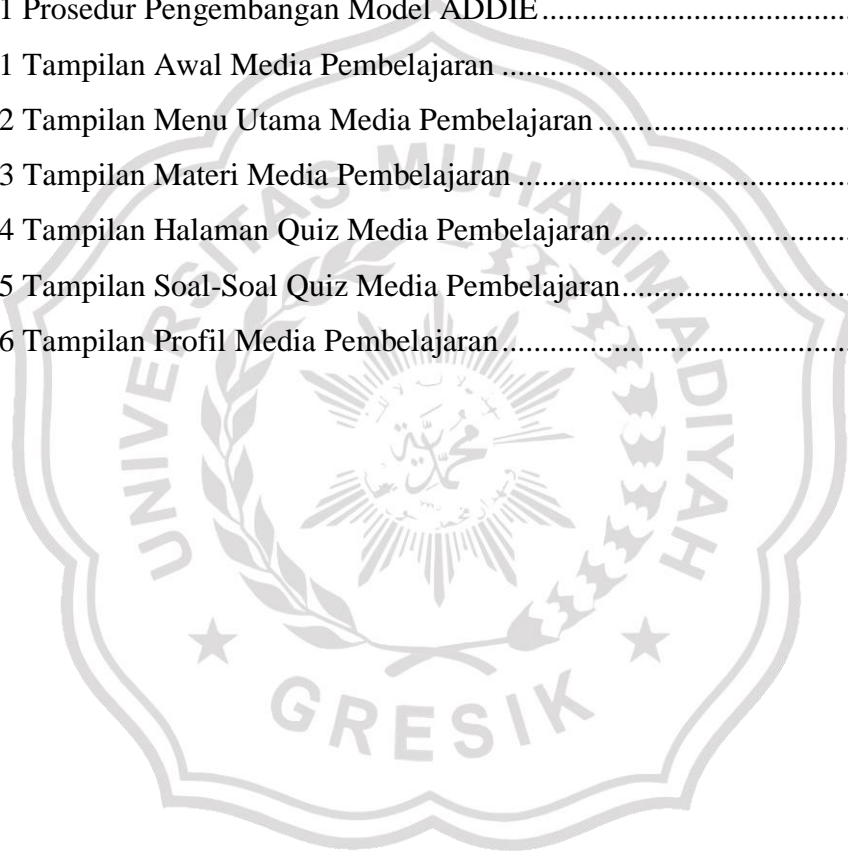 1 Prosedur Pengembangan Model ADDIE............................................
1 Tampilan Awal Media Pembelajaran ................................................
2 Tampilan Menu Utama Media Pembelajaran ...................................
3 Tampilan Materi Media Pembelajaran ..............................................
4 Tampilan Halaman Quiz Media Pembelajaran..................................
5 Tampilan Soal-Soal Quiz Media Pembelajaran.................................
6 Tampilan Profil Media Pembelajaran................................................
UNIVERSITAS MUHAMMADIYAH
محمدية
GRESIK